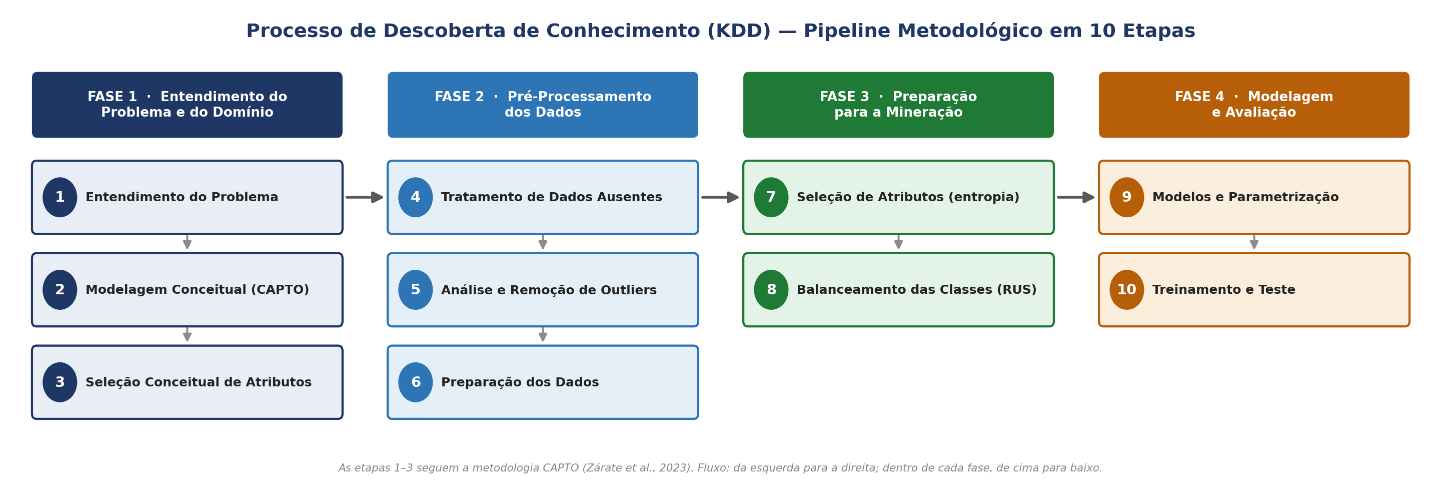 Processo de Descoberta de Conhecimento (KDD) — Pipeline Metodológico em 10 Etapas
FASE 1 · Entendimento do
Problema e do Domínio
1 Entendimento do Problema
2 Modelagem Conceitual (CAPTO)
3 Seleção Conceitual de Atributos
FASE 2 · Pré-Processamento
dos Dados
4 Tratamento de Dados Ausentes
5 Análise e Remoção de Outliers
6 Preparação dos Dados
FASE 3 · Preparação
para a Mineração
7 Seleção de Atributos (entropia)
8 Balanceamento das Classes (RUS)
FASE 4 · Modelagem
e Avaliação
9 Modelos e Parametrização
10 Treinamento e Teste
As etapas 1–3 seguem a metodologia CAPTO (Zárate et al., 2023). Fluxo: da esquerda para a direita; dentro de cada fase, de cima para baixo.